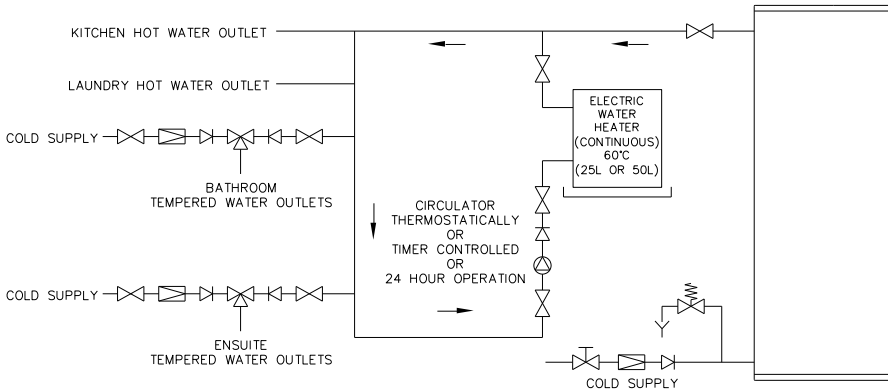 KITCHEN HOT WATER OUTLET
LAUNDRY HOT WATER OUTLET
COLD SUPPLY
BATHROOM
TEMPERED WATER OUTLETS
ELECTRIC
WATER
HEATER
(CONTINUOUS)
60°C
(25L OR 50L)
CIRCULATOR
THERMOSTATICALLY
OR
TIMER CONTROLLED
OR
24 HOUR OPERATION
COLD SUPPLY
ENSUITE
TEMPERED WATER OUTLETS
COLD SUPPLY